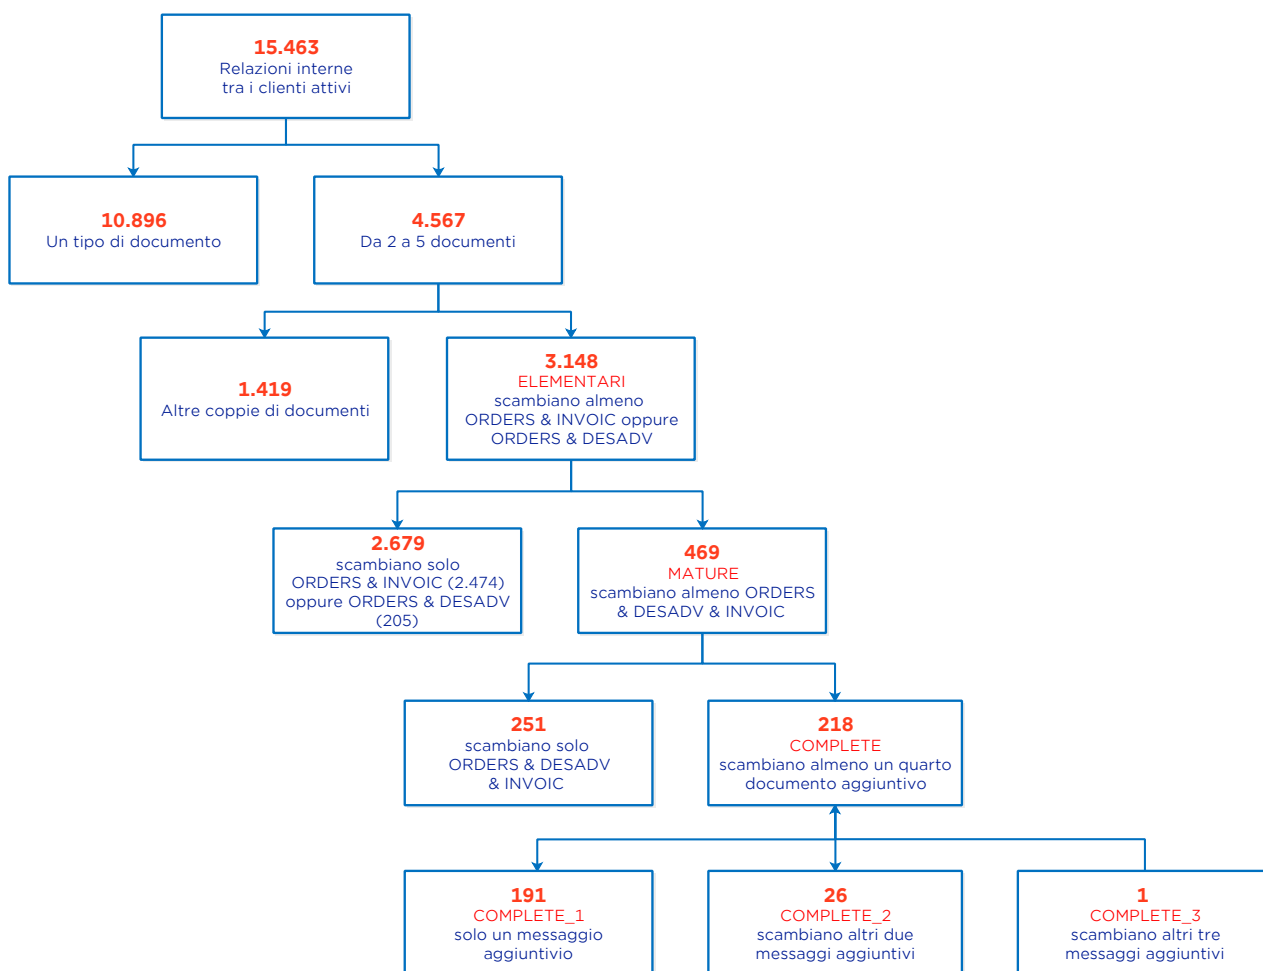 15.463
Relazioni interne
tra i clienti attivi
10.896
Un tipo di documento
4.567
Da 2 a 5 documenti
1.419
Altre coppie di documenti
3.148
ELEMENTARI
scambiano almeno
ORDERS & INVOIC oppure
ORDERS & DESADV
2.679
scambiano solo
ORDERS & INVOIC (2.474)
oppure ORDERS & DESADV
(205)
469
MATURE
scambiano almeno ORDERS
& DESADV & INVOIC
251
scambiano solo
ORDERS & DESADV
& INVOIC
218
COMPLETE
scambiano almeno un quarto
documento aggiuntivo
191
COMPLETE_1
solo un messaggio
aggiuntivio
26
COMPLETE_2
scambiano altri due
messaggi aggiuntivi
1
COMPLETE_3
scambiano altri tre
messaggi aggiuntivi